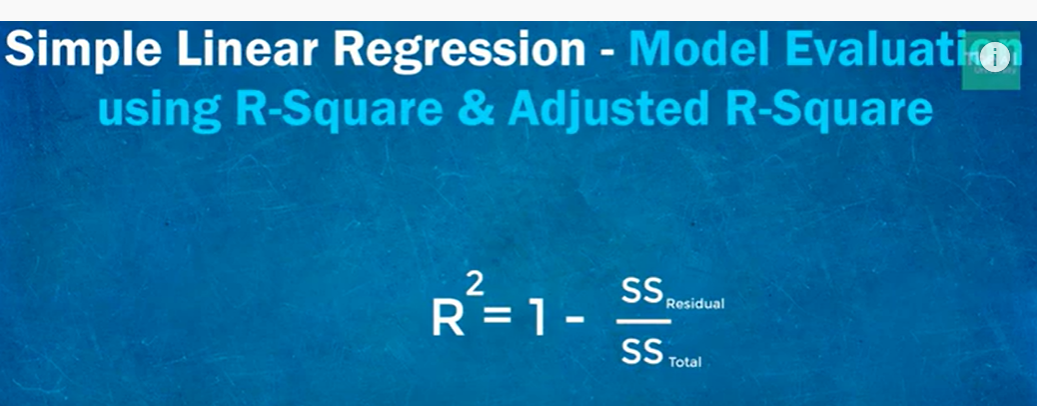 Simple Linear Regression - Model Evaluation
using R-Square & Adjusted R-Square
R² = 1 - SS Residual
SS Total